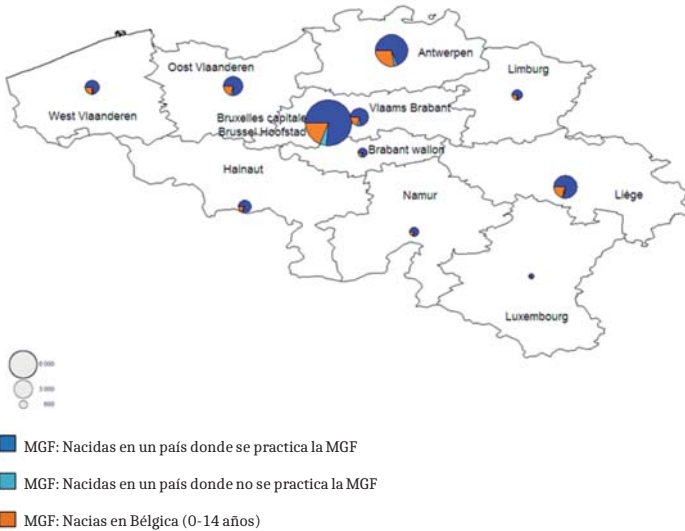 Antwerpen
Oost Vlaanderen
Limburg
West Vlaanderen
Vlaams Brabant
Bruxelles capitale
Brussel Hoofstad
Brabant wallon
Hainaut
Namur
Liège
Luxembourg
MGF: Nacidas en un país donde se practica la MGF
MGF: Nacidas en un país donde no se practica la MGF
MGF: Nacias en Bélgica (0-14 años)